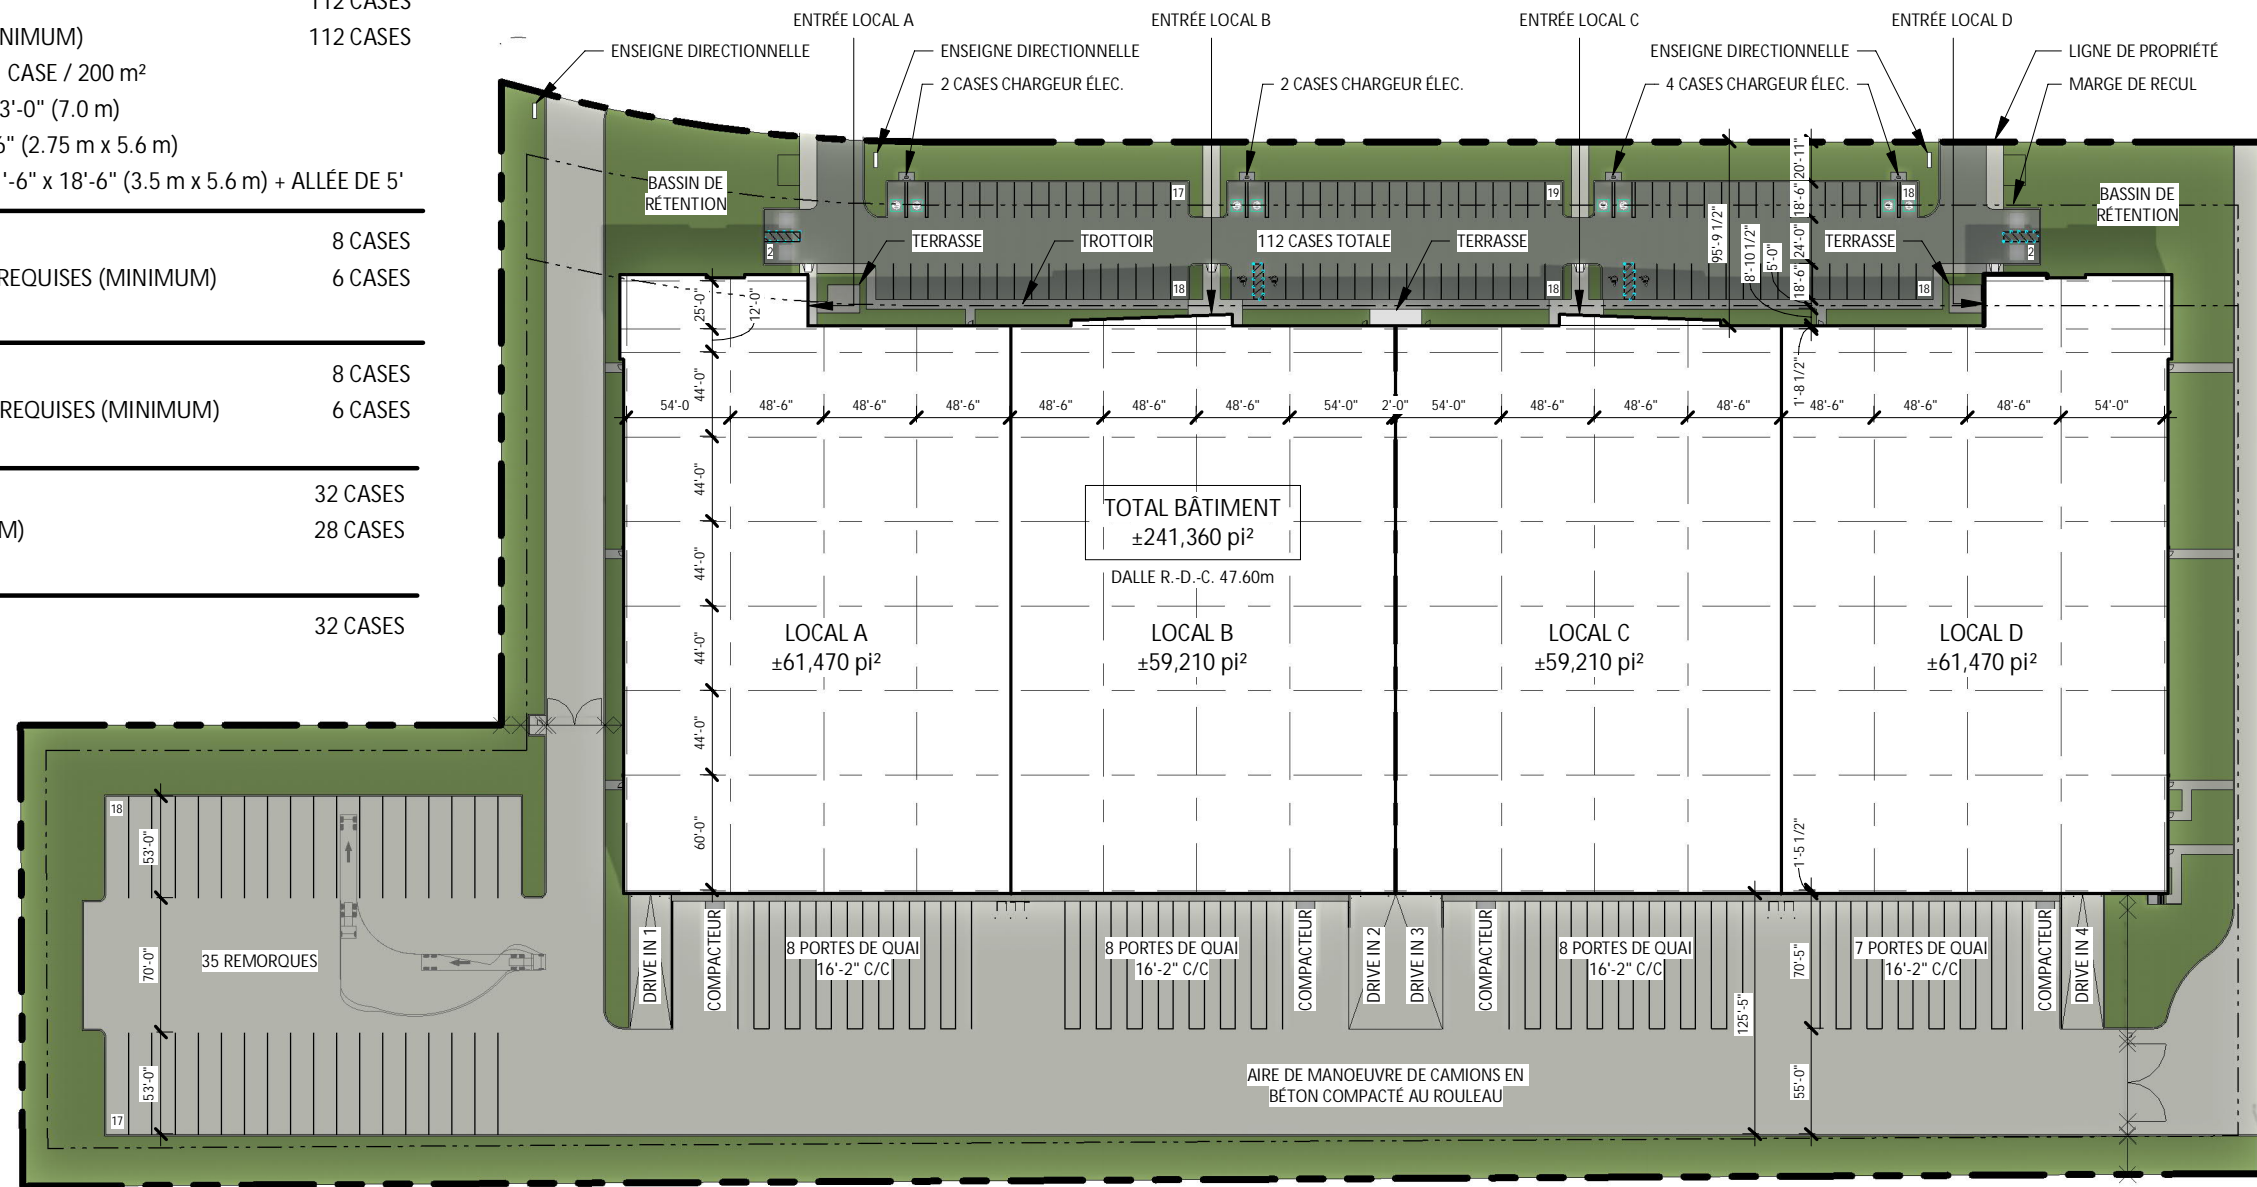 112 CASES
NIMUM) 112 CASES
CASE / 200 m²
3'-0" (7.0 m)
6" (2.75 m x 5.6 m)
'-6" x 18'-6" (3.5 m x 5.6 m) + ALLÉE DE 5'
8 CASES
REQUISES (MINIMUM) 6 CASES
8 CASES
REQUISES (MINIMUM) 6 CASES
32 CASES
M) 28 CASES
32 CASES
ENTRÉE LOCAL A
ENTRÉE LOCAL B
ENTRÉE LOCAL C
ENTRÉE LOCAL D
ENSEIGNE DIRECTIONNELLE
ENSEIGNE DIRECTIONNELLE
ENSEIGNE DIRECTIONNELLE
LIGNE DE PROPRIÉTÉ
2 CASES CHARGEUR ÉLEC.
2 CASES CHARGEUR ÉLEC.
4 CASES CHARGEUR ÉLEC.
MARGE DE RECUL
BASSIN DE
RÉTENTION
17
19
18
BASSIN DE
RÉTENTION
2
TERRASSE
TROTTOIR
112 CASES TOTALE
TERRASSE
TERRASSE
2
18
18
18
95'-9 1/2"
8'-10 1/2"
5'-0"
20'-11"
18'-6"
24'-0"
18'-6"
25'-0"
12'-0"
1'-8 1/2"
44'-0"
54'-0
48'-6"
48'-6"
48'-6"
48'-6"
48'-6"
48'-6"
54'-0"
2'-0"
54'-0"
48'-6"
48'-6"
48'-6"
48'-6"
48'-6"
48'-6"
54'-0"
44'-0"
44'-0"
44'-0"
44'-0"
60'-0"
TOTAL BÂTIMENT
±241,360 pi²
DALLE R.-D.-C. 47.60m
LOCAL A
±61,470 pi²
LOCAL B
±59,210 pi²
LOCAL C
±59,210 pi²
LOCAL D
±61,470 pi²
1'-5 1/2"
18
53'-0"
70'-0"
53'-0"
17
35 REMORQUES
DRIVE IN 1
COMPACTEUR
8 PORTES DE QUAI
16'-2" C/C
8 PORTES DE QUAI
16'-2" C/C
COMPACTEUR
DRIVE IN 2
DRIVE IN 3
COMPACTEUR
8 PORTES DE QUAI
16'-2" C/C
125'-5"
70'-5"
55'-0"
7 PORTES DE QUAI
16'-2" C/C
COMPACTEUR
DRIVE IN 4
AIRE DE MANOEUVRE DE CAMIONS EN
BÉTON COMPACTÉ AU ROULEAU